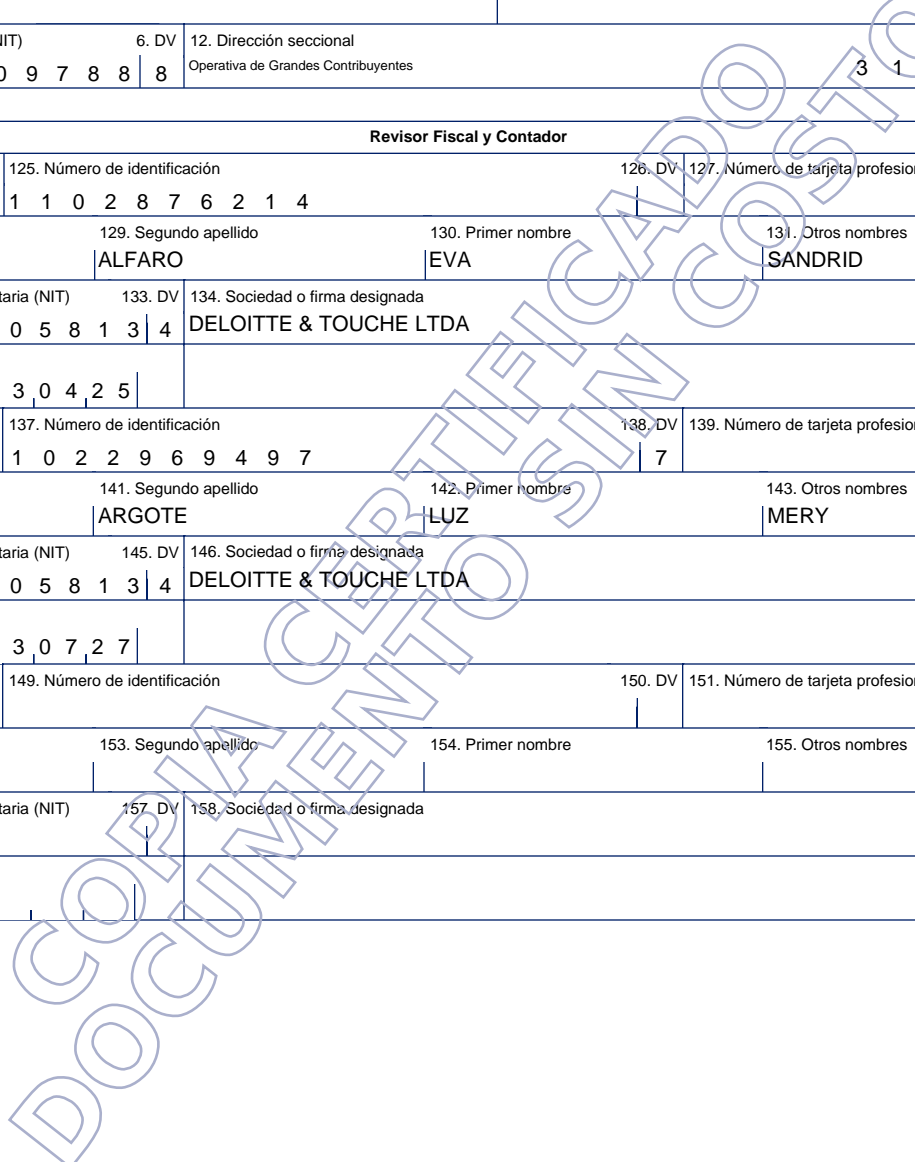 NIT) 6. DV 12. Dirección seccional
0 9 7 8 8 8 Operativa de Grandes Contribuyentes 3 1
Revisor Fiscal y Contador
125. Número de identificación 126. DV 127. Número de tarjeta profesion
1 1 0 2 8 7 6 2 1 4
129. Segundo apellido 130. Primer nombre 131. Otros nombres
ALFARO EVA SANDRID
taria (NIT) 133. DV 134. Sociedad o firma designada
0 5 8 1 3 4 DELOITTE & TOUCHE LTDA
3 0 4 2 5
137. Número de identificación 138. DV 139. Número de tarjeta profesion
1 0 2 2 9 6 9 4 9 7 7
141. Segundo apellido 142. Primer nombre 143. Otros nombres
ARGOTE LUZ MERY
taria (NIT) 145. DV 146. Sociedad o firma designada
0 5 8 1 3 4 DELOITTE & TOUCHE LTDA
3 0 7 2 7
149. Número de identificación 150. DV 151. Número de tarjeta profesion
153. Segundo apellido 154. Primer nombre 155. Otros nombres
taria (NIT) 157. DV 158. Sociedad o firma designada
COPIA CERTIFICADO
DOCUMENTO SIN COSTO